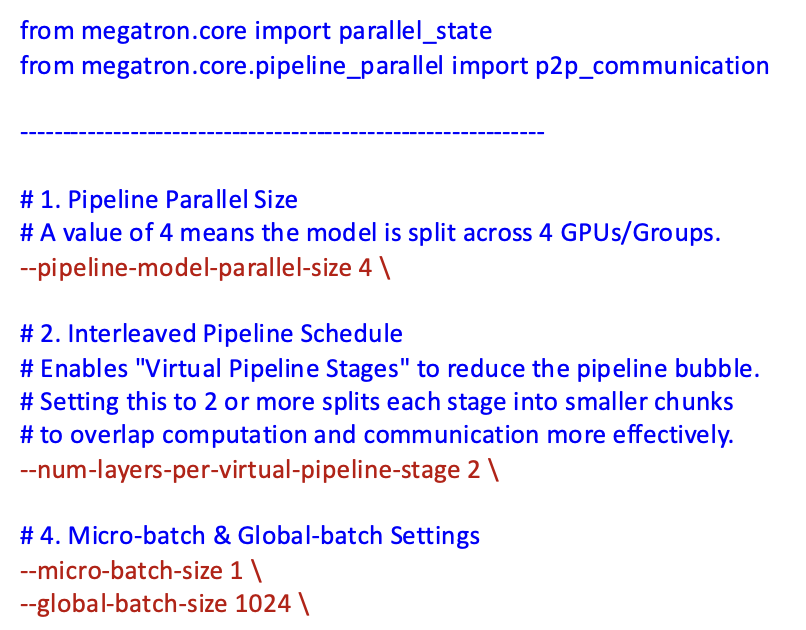 from megatron.core import parallel_state
from megatron.core.pipeline_parallel import p2p_communication
---------------------------------------------------------------
# 1. Pipeline Parallel Size
# A value of 4 means the model is split across 4 GPUs/Groups.
--pipeline-model-parallel-size 4 \
# 2. Interleaved Pipeline Schedule
# Enables "Virtual Pipeline Stages" to reduce the pipeline bubble.
# Setting this to 2 or more splits each stage into smaller chunks
# to overlap computation and communication more effectively.
--num-layers-per-virtual-pipeline-stage 2 \
# 4. Micro-batch & Global-batch Settings
--micro-batch-size 1 \
--global-batch-size 1024 \